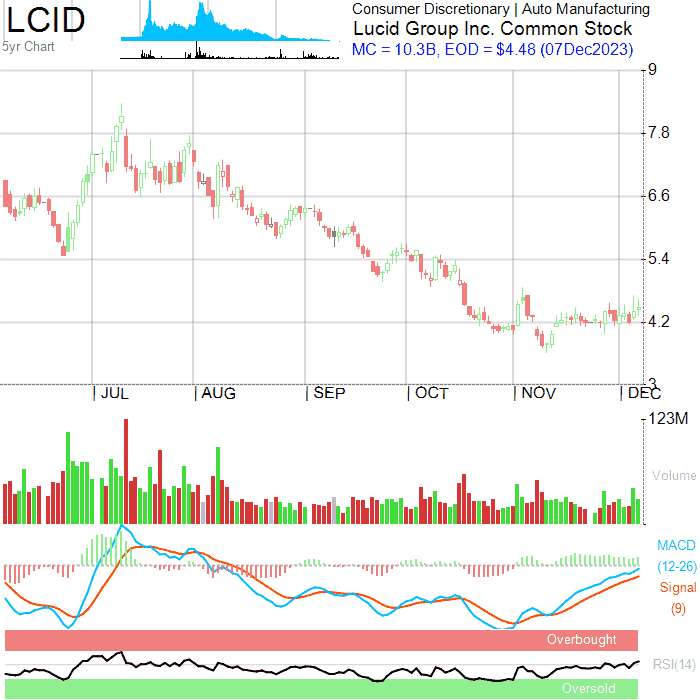 LCID
5yr Chart
Consumer Discretionary | Auto Manufacturing
Lucid Group Inc. Common Stock
MC = 10.3B, EOD = $4.48 (07Dec2023)
9
7.8
6.6
5.4
4.2
3
| JUL | AUG | SEP | OCT | NOV | DEC
123M
Volume
MACD
(12-26)
Signal
(9)
Overbought
RSI(14)
Oversold